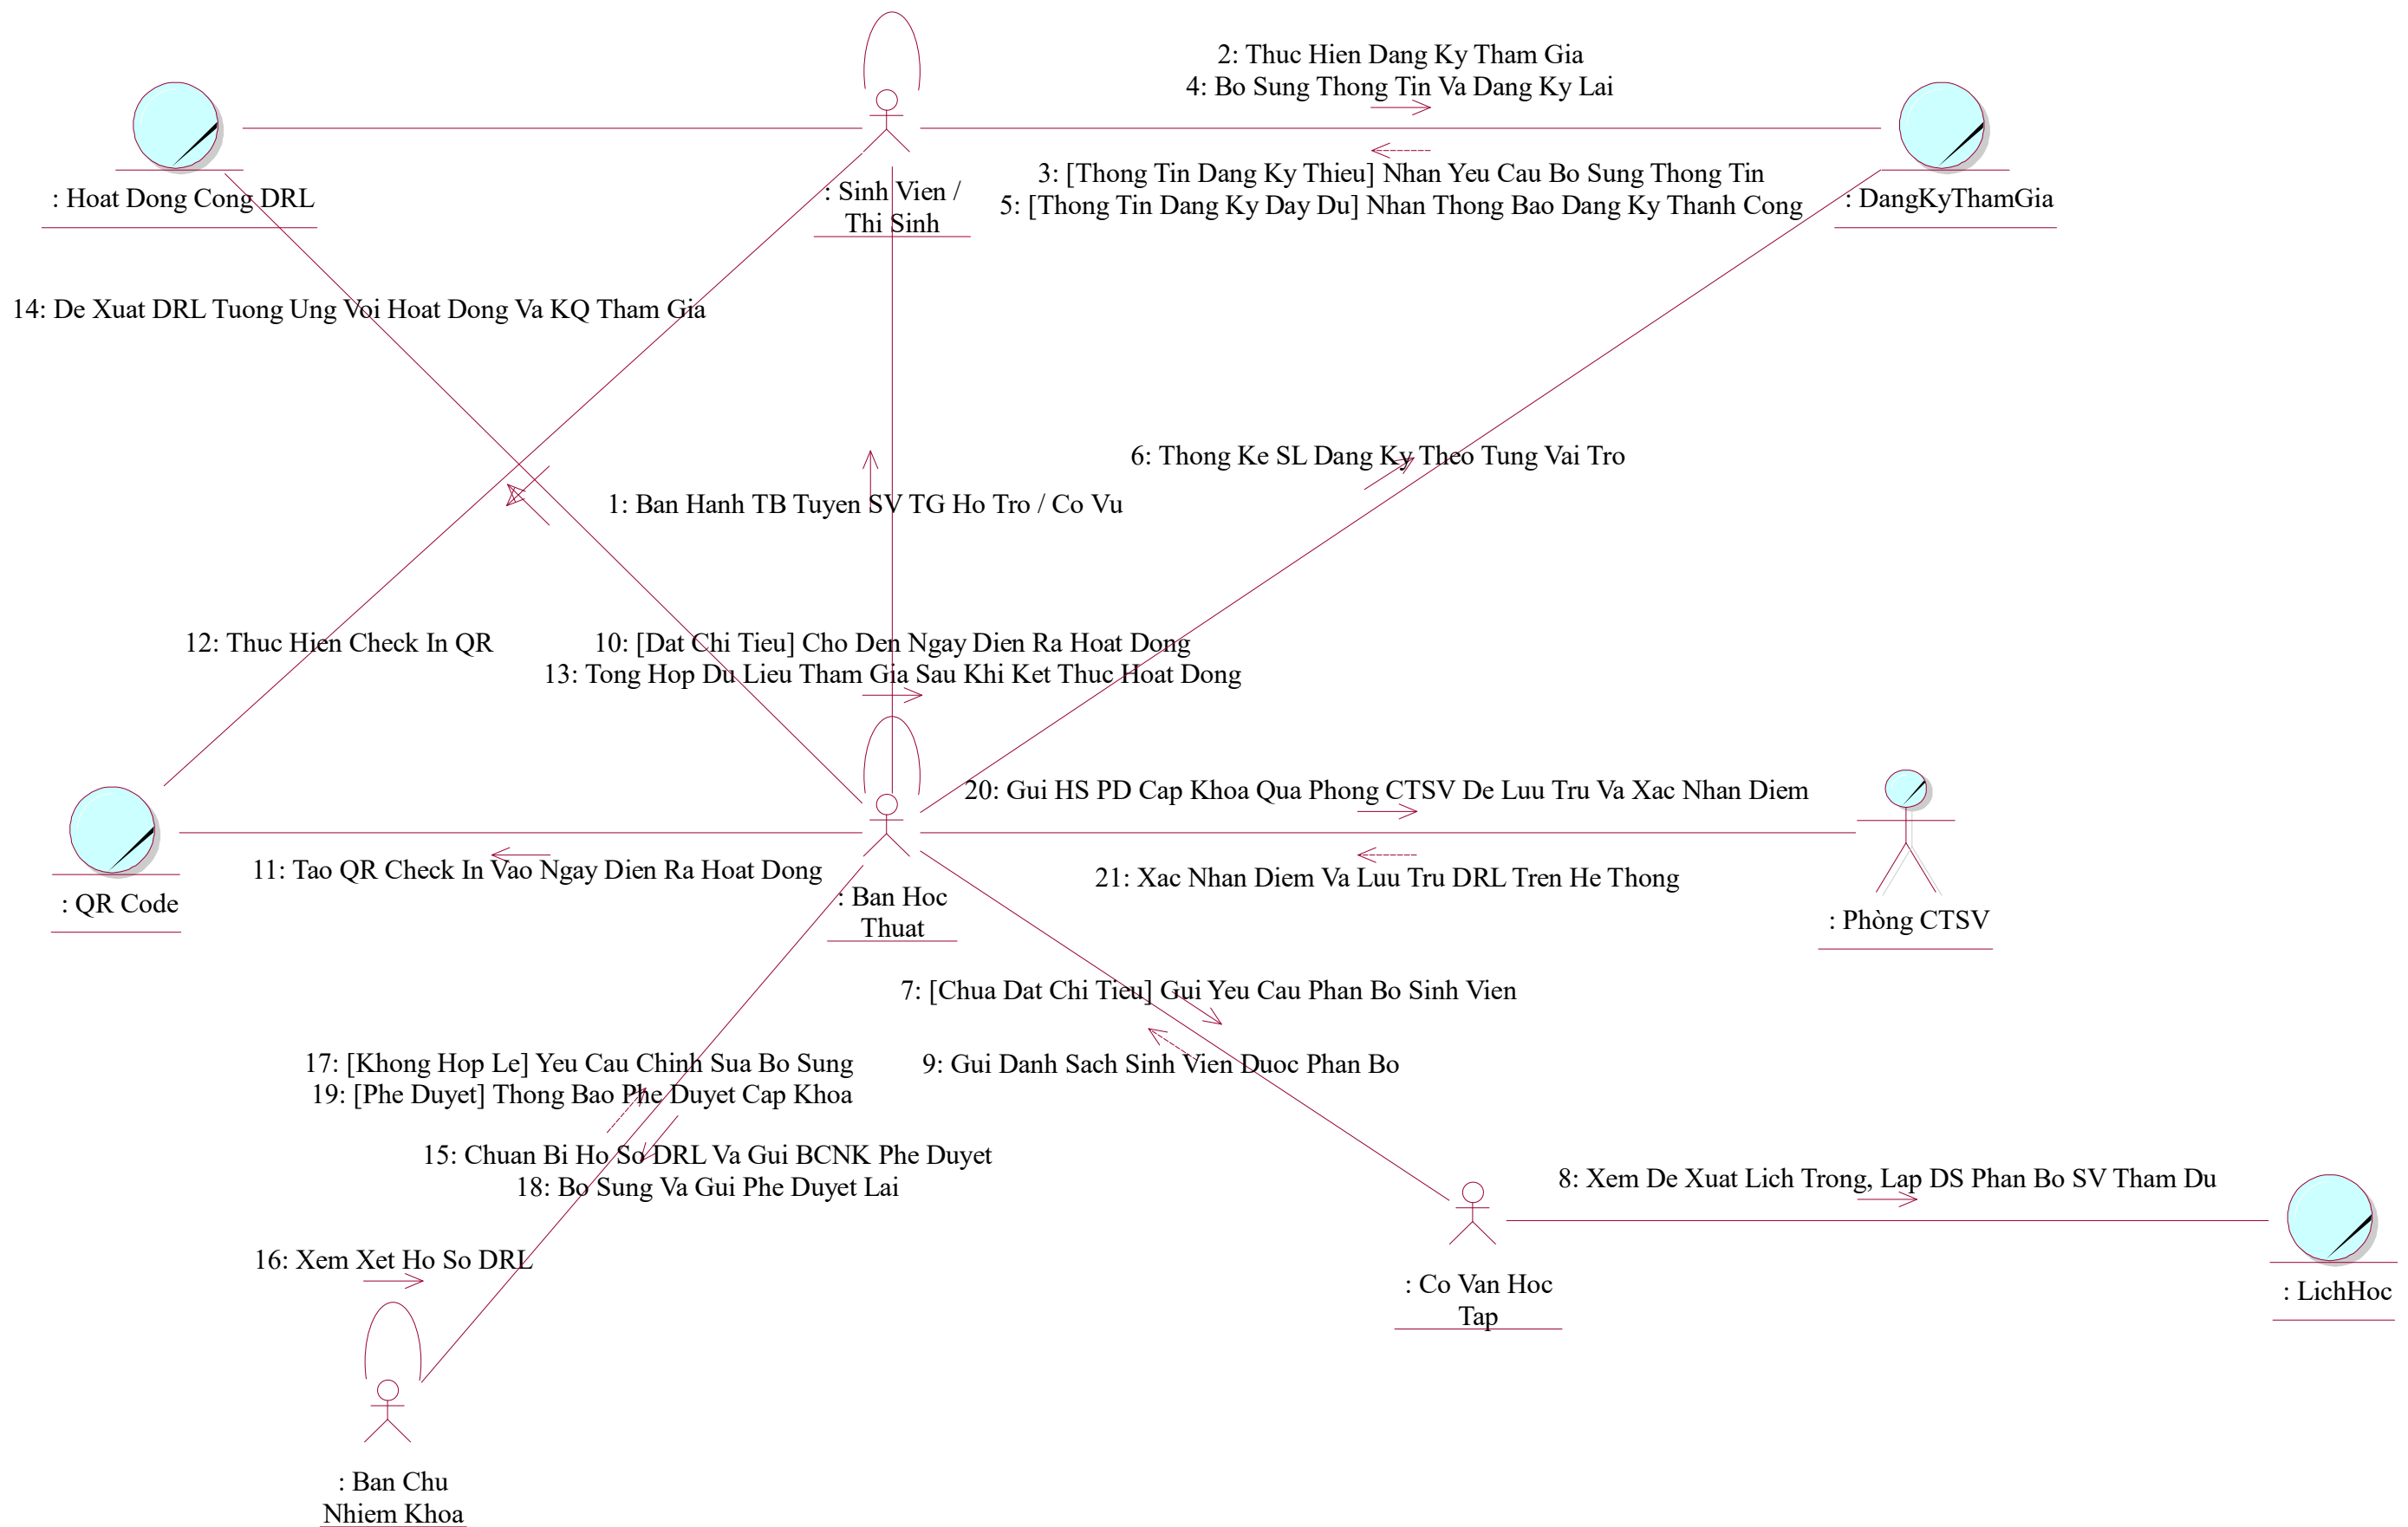 2: Thuc Hien Dang Ky Tham Gia
4: Bo Sung Thong Tin Va Dang Ky Lai
3: [Thong Tin Dang Ky Thieu] Nhan Yeu Cau Bo Sung Thong Tin
5: [Thong Tin Dang Ky Day Du] Nhan Thong Bao Dang Ky Thanh Cong
: Hoat Dong Cong DRL
: Sinh Vien /
Thi Sinh
: DangKyThamGia
14: De Xuat DRL Tuong Ung Voi Hoat Dong Va KQ Tham Gia
6: Thong Ke SL Dang Ky Theo Tung Vai Tro
1: Ban Hanh TB Tuyen SV TG Ho Tro / Co Vu
12: Thuc Hien Check In QR
10: [Dat Chi Tieu] Cho Den Ngay Dien Ra Hoat Dong
13: Tong Hop Du Lieu Tham Gia Sau Khi Ket Thuc Hoat Dong
20: Gui HS PD Cap Khoa Qua Phong CTSV De Luu Tru Va Xac Nhan Diem
11: Tao QR Check In Vao Ngay Dien Ra Hoat Dong
21: Xac Nhan Diem Va Luu Tru DRL Tren He Thong
: QR Code
: Ban Hoc
Thuat
: Phòng CTSV
7: [Chua Dat Chi Tieu] Gui Yeu Cau Phan Bo Sinh Vien
17: [Khong Hop Le] Yeu Cau Chinh Sua Bo Sung
19: [Phe Duyet] Thong Bao Phe Duyet Cap Khoa
9: Gui Danh Sach Sinh Vien Duoc Phan Bo
15: Chuan Bi Ho So DRL Va Gui BCNK Phe Duyet
18: Bo Sung Va Gui Phe Duyet Lai
8: Xem De Xuat Lich Trong, Lap DS Phan Bo SV Tham Du
16: Xem Xet Ho So DRL
: Co Van Hoc
Tap
: LichHoc
: Ban Chu
Nhiem Khoa